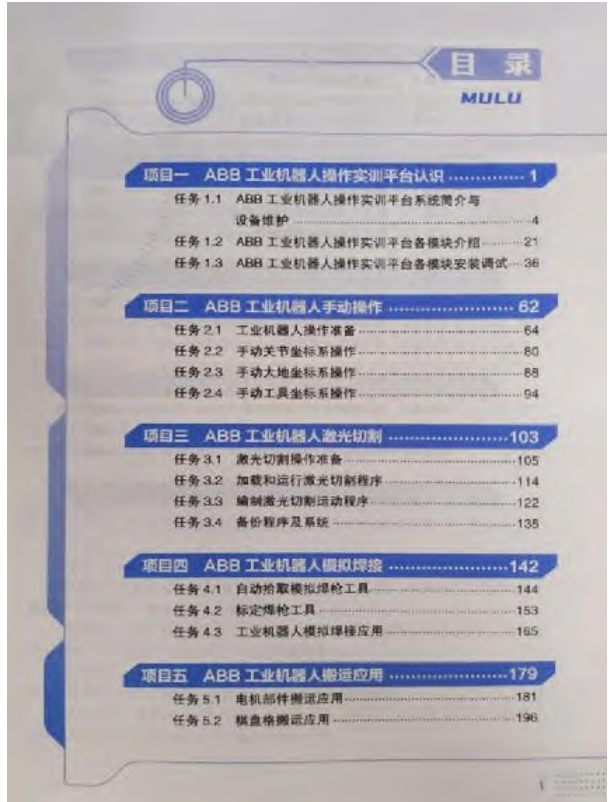 目 录
MULU
项目一 ABB 工业机器人操作实训平台认识 ·············· 1
任务 1.1 ABB 工业机器人操作实训平台系统简介与
设备维护 ·············· 4
任务 1.2 ABB 工业机器人操作实训平台各模块介绍 ·············· 21
任务 1.3 ABB 工业机器人操作实训平台各模块安装调试 ··· 36
项目二 ABB 工业机器人手动操作 ·············· 62
任务 2.1 工业机器人操作准备 ·············· 64
任务 2.2 手动关节坐标系操作 ·············· 80
任务 2.3 手动大地坐标系操作 ·············· 88
任务 2.4 手动工具坐标系操作 ·············· 94
项目三 ABB 工业机器人激光切割 ·············· 103
任务 3.1 激光切割操作准备 ·············· 105
任务 3.2 加载和运行激光切割程序 ·············· 114
任务 3.3 编制激光切割运动程序 ·············· 122
任务 3.4 备份程序及系统 ·············· 135
项目四 ABB 工业机器人模拟焊接 ·············· 142
任务 4.1 自动拾取模拟焊枪工具 ·············· 144
任务 4.2 标定焊枪工具 ·············· 153
任务 4.3 工业机器人模拟焊接应用 ·············· 165
项目五 ABB 工业机器人搬运应用 ·············· 179
任务 5.1 电机部件搬运应用 ·············· 181
任务 5.2 棋盘格搬运应用 ·············· 196
1